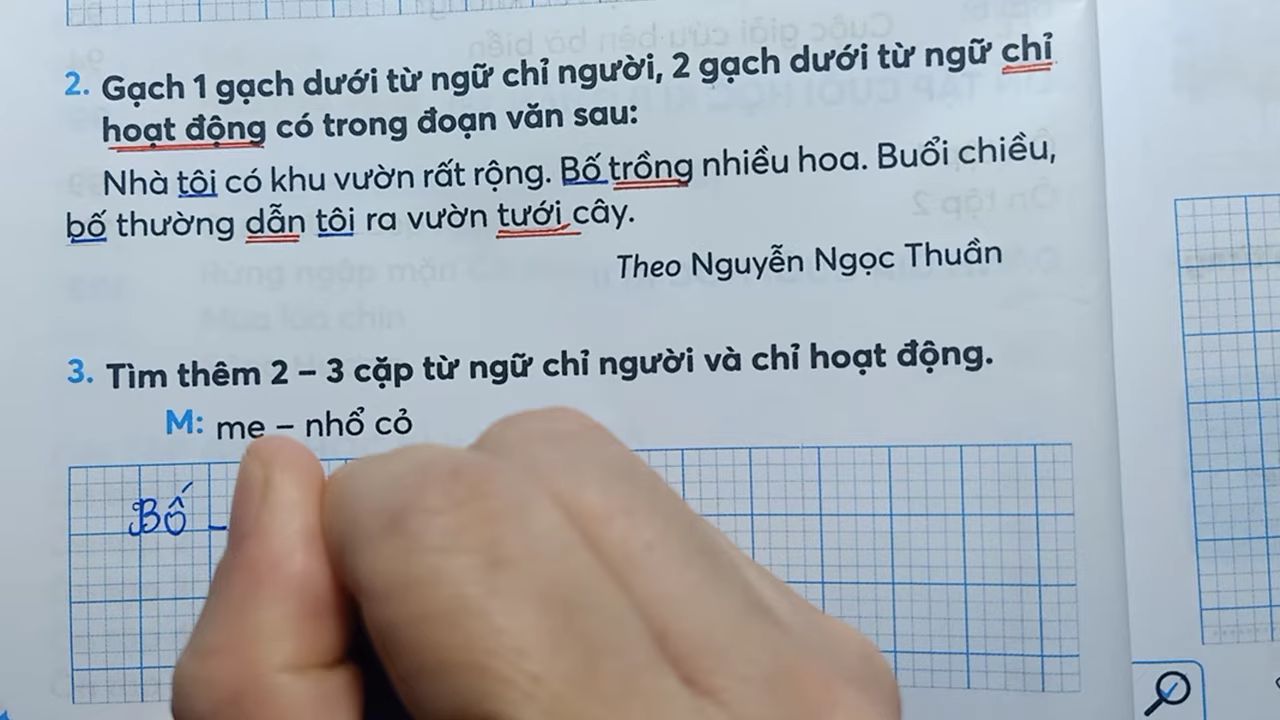 2. Gạch 1 gạch dưới từ ngữ chỉ người, 2 gạch dưới từ ngữ chỉ
hoạt động có trong đoạn văn sau:
Nhà tôi có khu vườn rất rộng. Bố trồng nhiều hoa. Buổi chiều,
bố thường dẫn tôi ra vườn tưới cây.
Theo Nguyễn Ngọc Thuần
3. Tìm thêm 2 – 3 cặp từ ngữ chỉ người và chỉ hoạt động.
M: mẹ – nhổ cỏ
Bố -